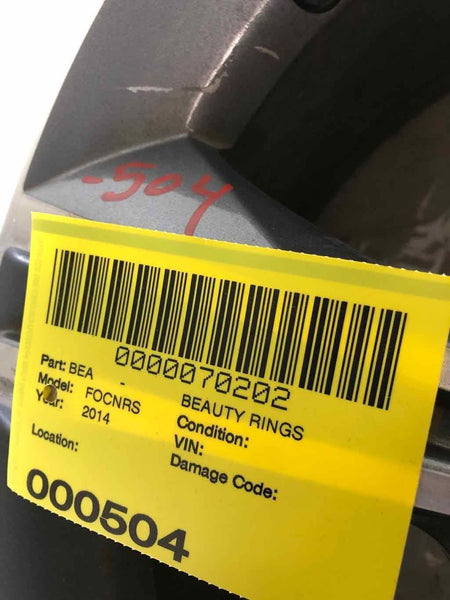 -504
0000070202
Part: BEA - BEAUTY RINGS
Model: FOCNRS Condition:
Year: 2014 VIN:
Location: Damage Code:
000504